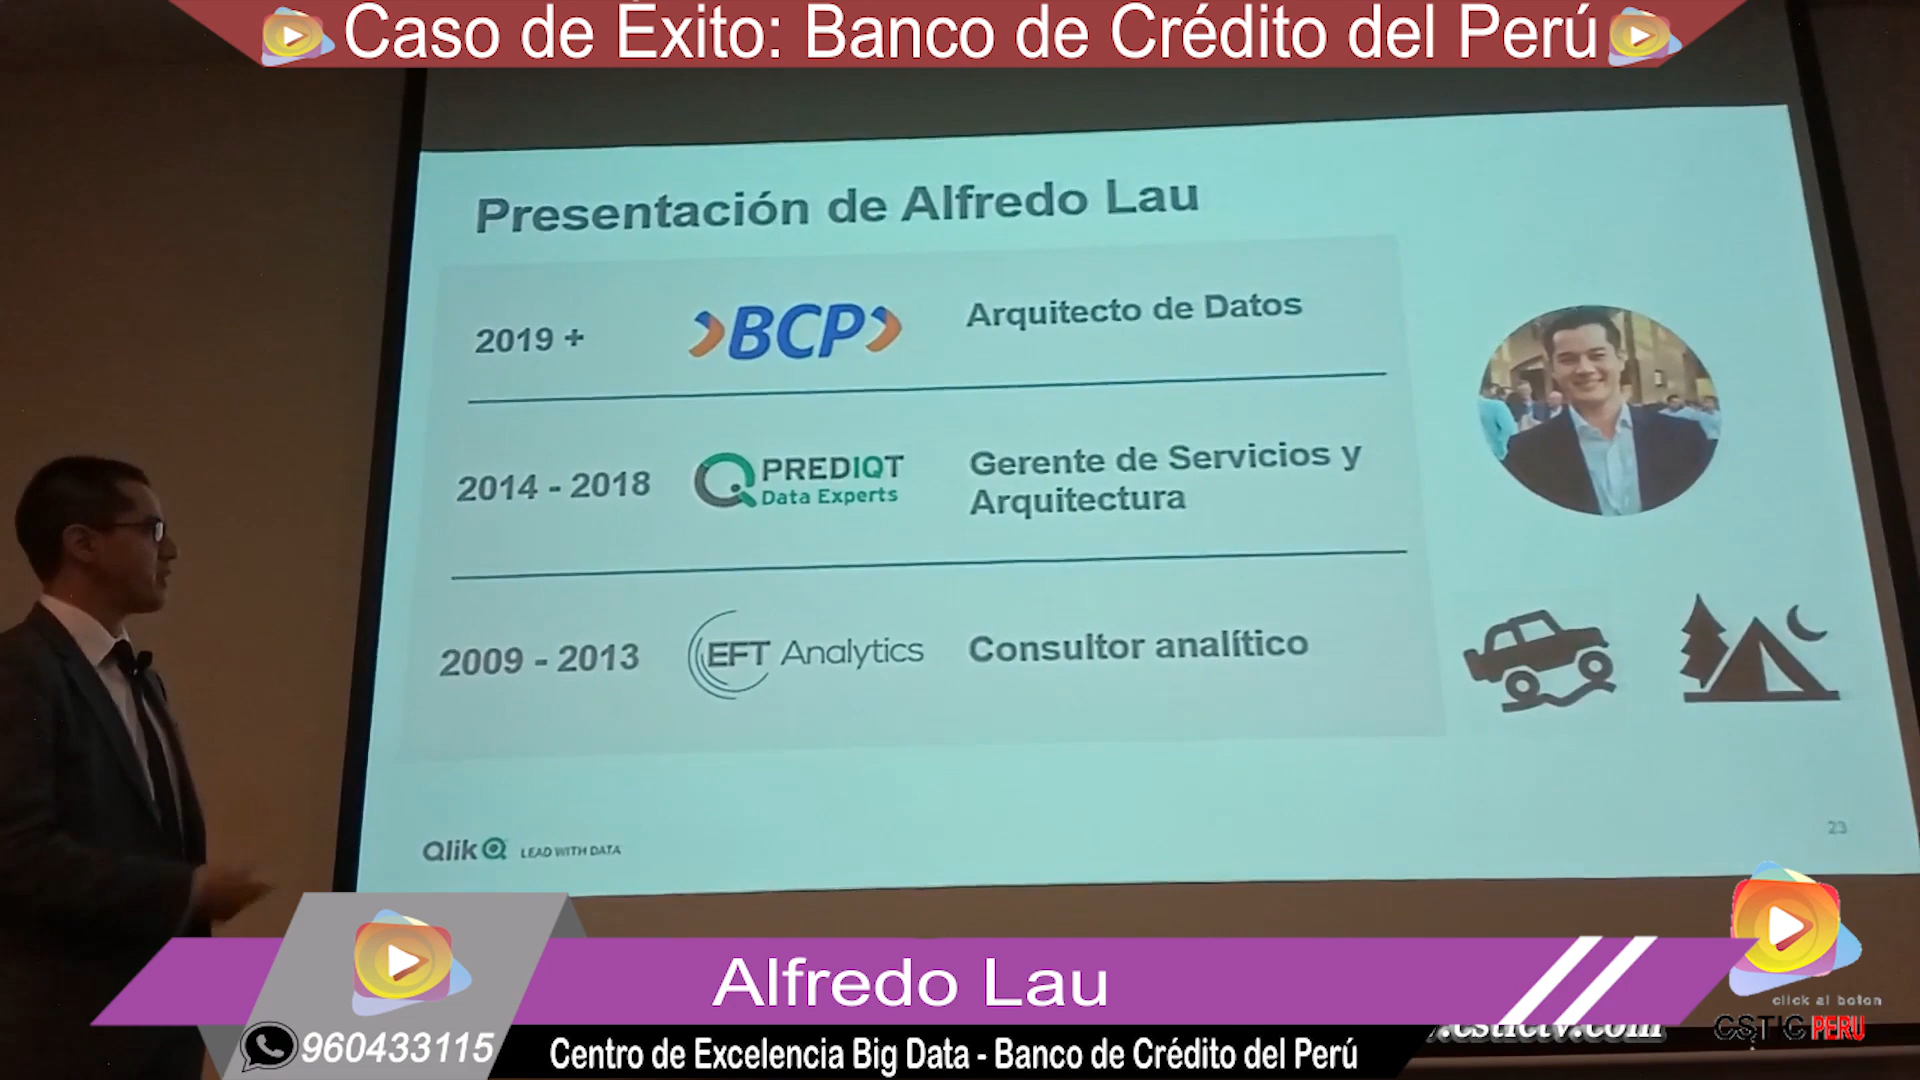 Caso de Éxito: Banco de Crédito del Perú
Presentación de Alfredo Lau
2019 +
BCP
Arquitecto de Datos
2014 - 2018
PREDIQT
Data Experts
Gerente de Servicios y
Arquitectura
2009 - 2013
EFT Analytics
Consultor analítico
Qlik LEAD WITH DATA
23
Alfredo Lau
click al boton
CSTIC PERU
960433115
Centro de Excelencia Big Data - Banco de Crédito del Perú